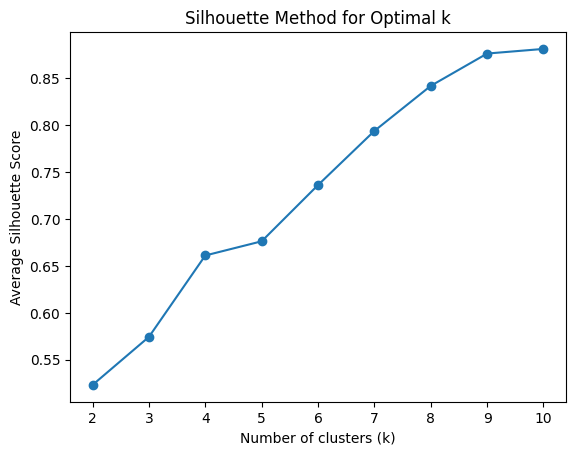 Silhouette Method for Optimal k
0.85
0.80
0.75
0.70
0.65
0.60
0.55
Average Silhouette Score
2 3 4 5 6 7 8 9 10
Number of clusters (k)